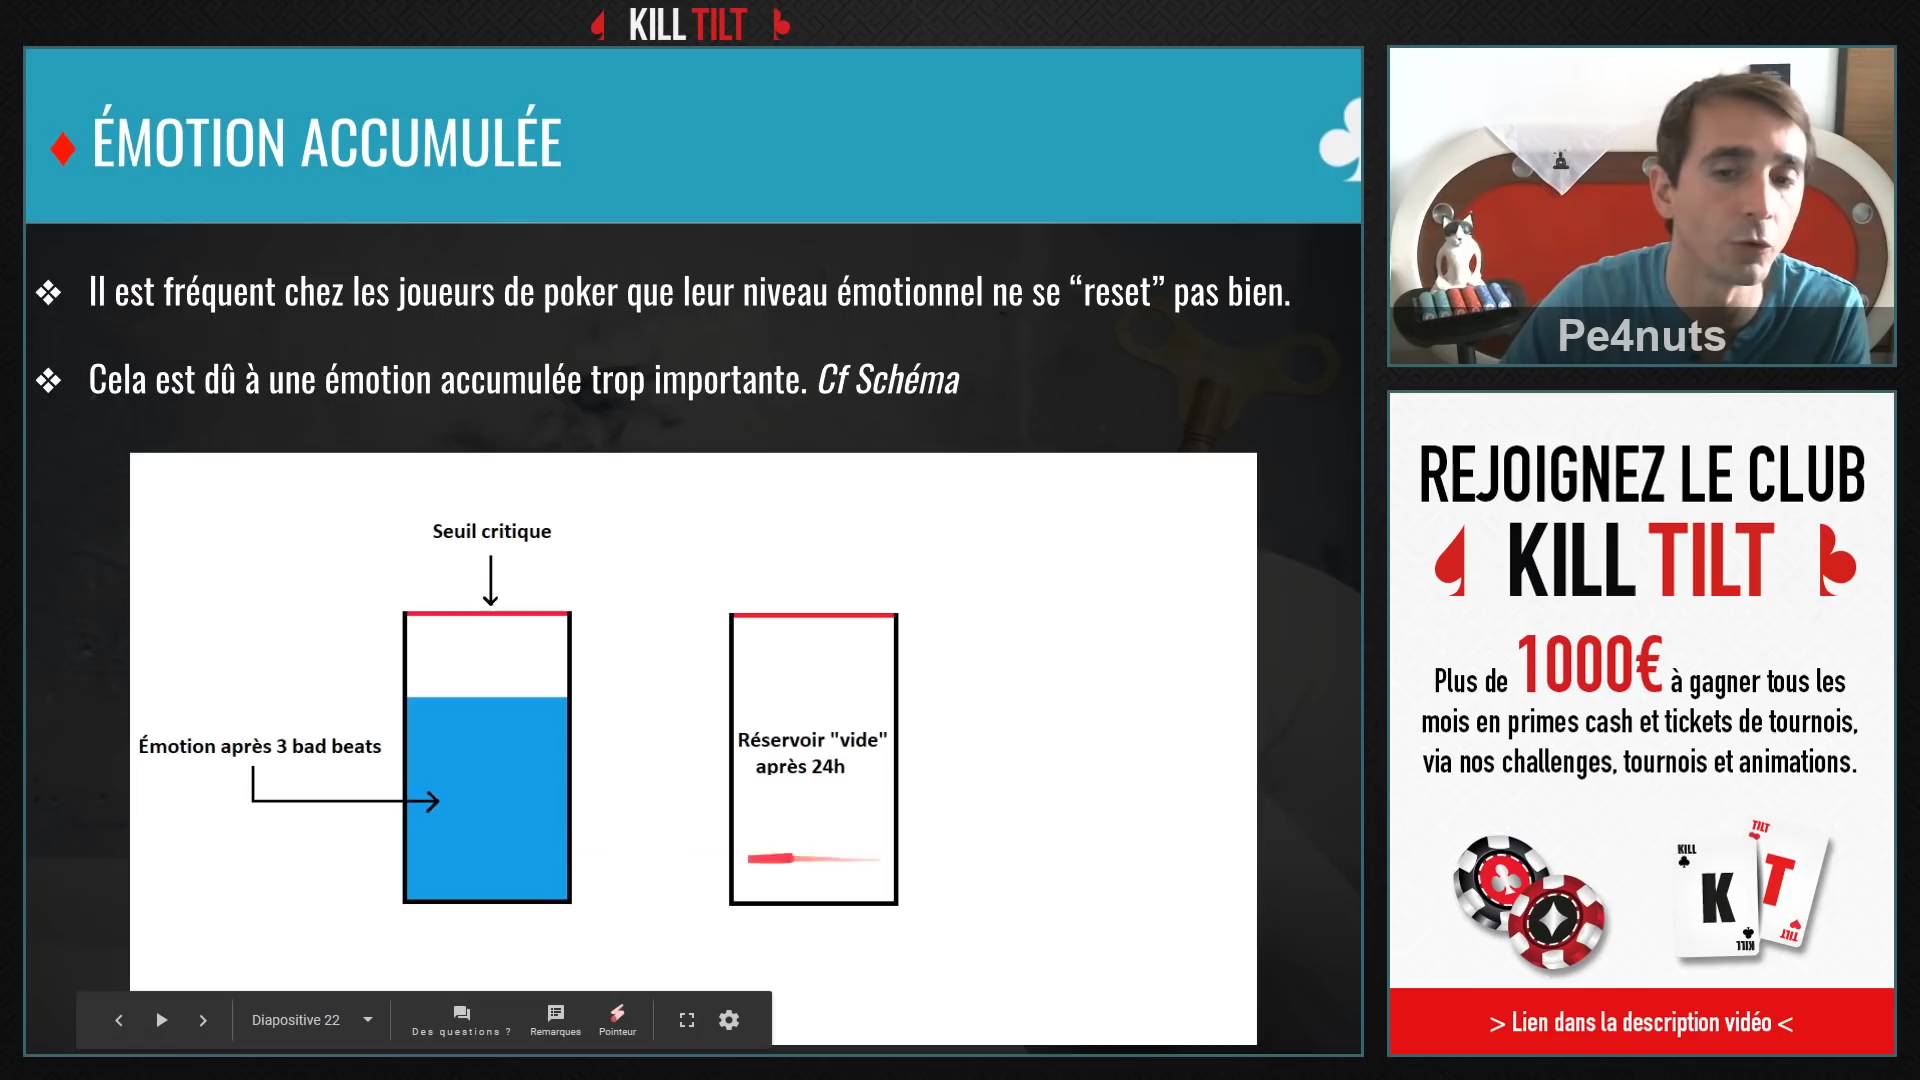 KILL TILT
ÉMOTION ACCUMULÉE
Il est fréquent chez les joueurs de poker que leur niveau émotionnel ne se “reset” pas bien.
Cela est dû à une émotion accumulée trop importante. Cf Schéma
Seuil critique
Émotion après 3 bad beats
Réservoir "vide"
après 24h
Diapositive 22
Des questions ?
Remarques
Pointeur
Pe4nuts
REJOIGNEZ LE CLUB
KILL TILT
Plus de 1000€ à gagner tous les
mois en primes cash et tickets de tournois,
via nos challenges, tournois et animations.
KILL
K
KILL
TILT
T
TILT
> Lien dans la description vidéo <